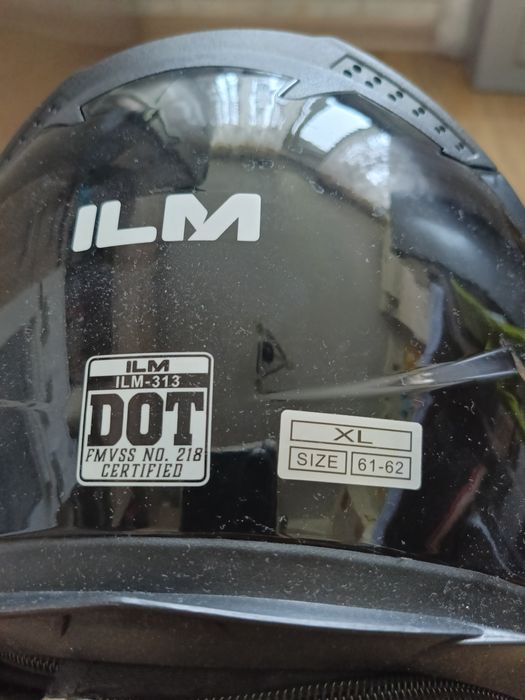 ILM
ILM
ILM-313
DOT
FMVSS NO. 218
CERTIFIED
XL
SIZE 61-62